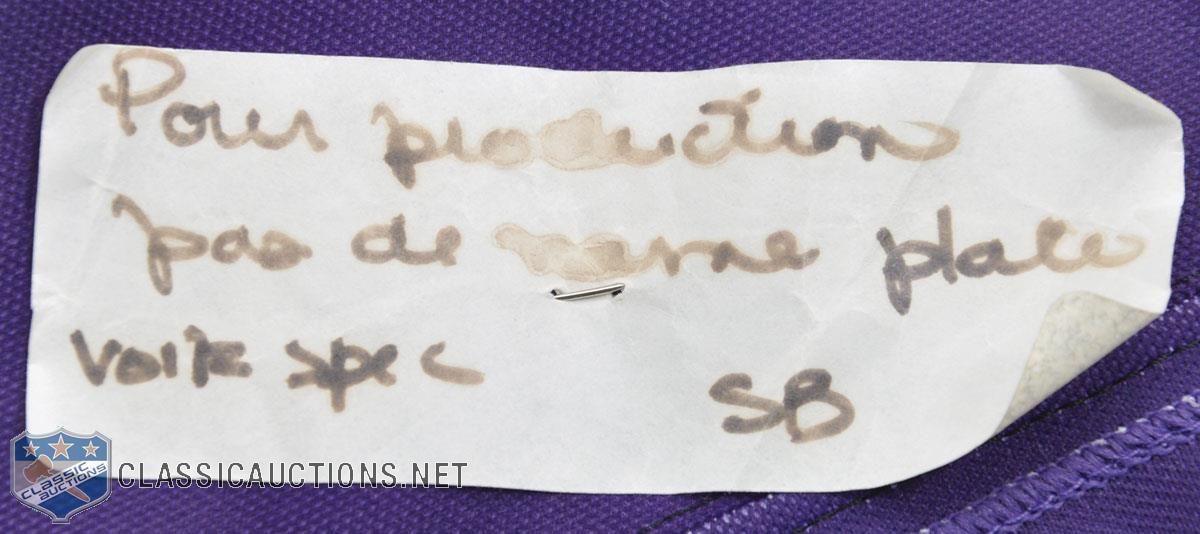 Pour production
pas de name plate
Voir spec SB
CLASSIC
AUCTIONS
CLASSICAUCTIONS.NET